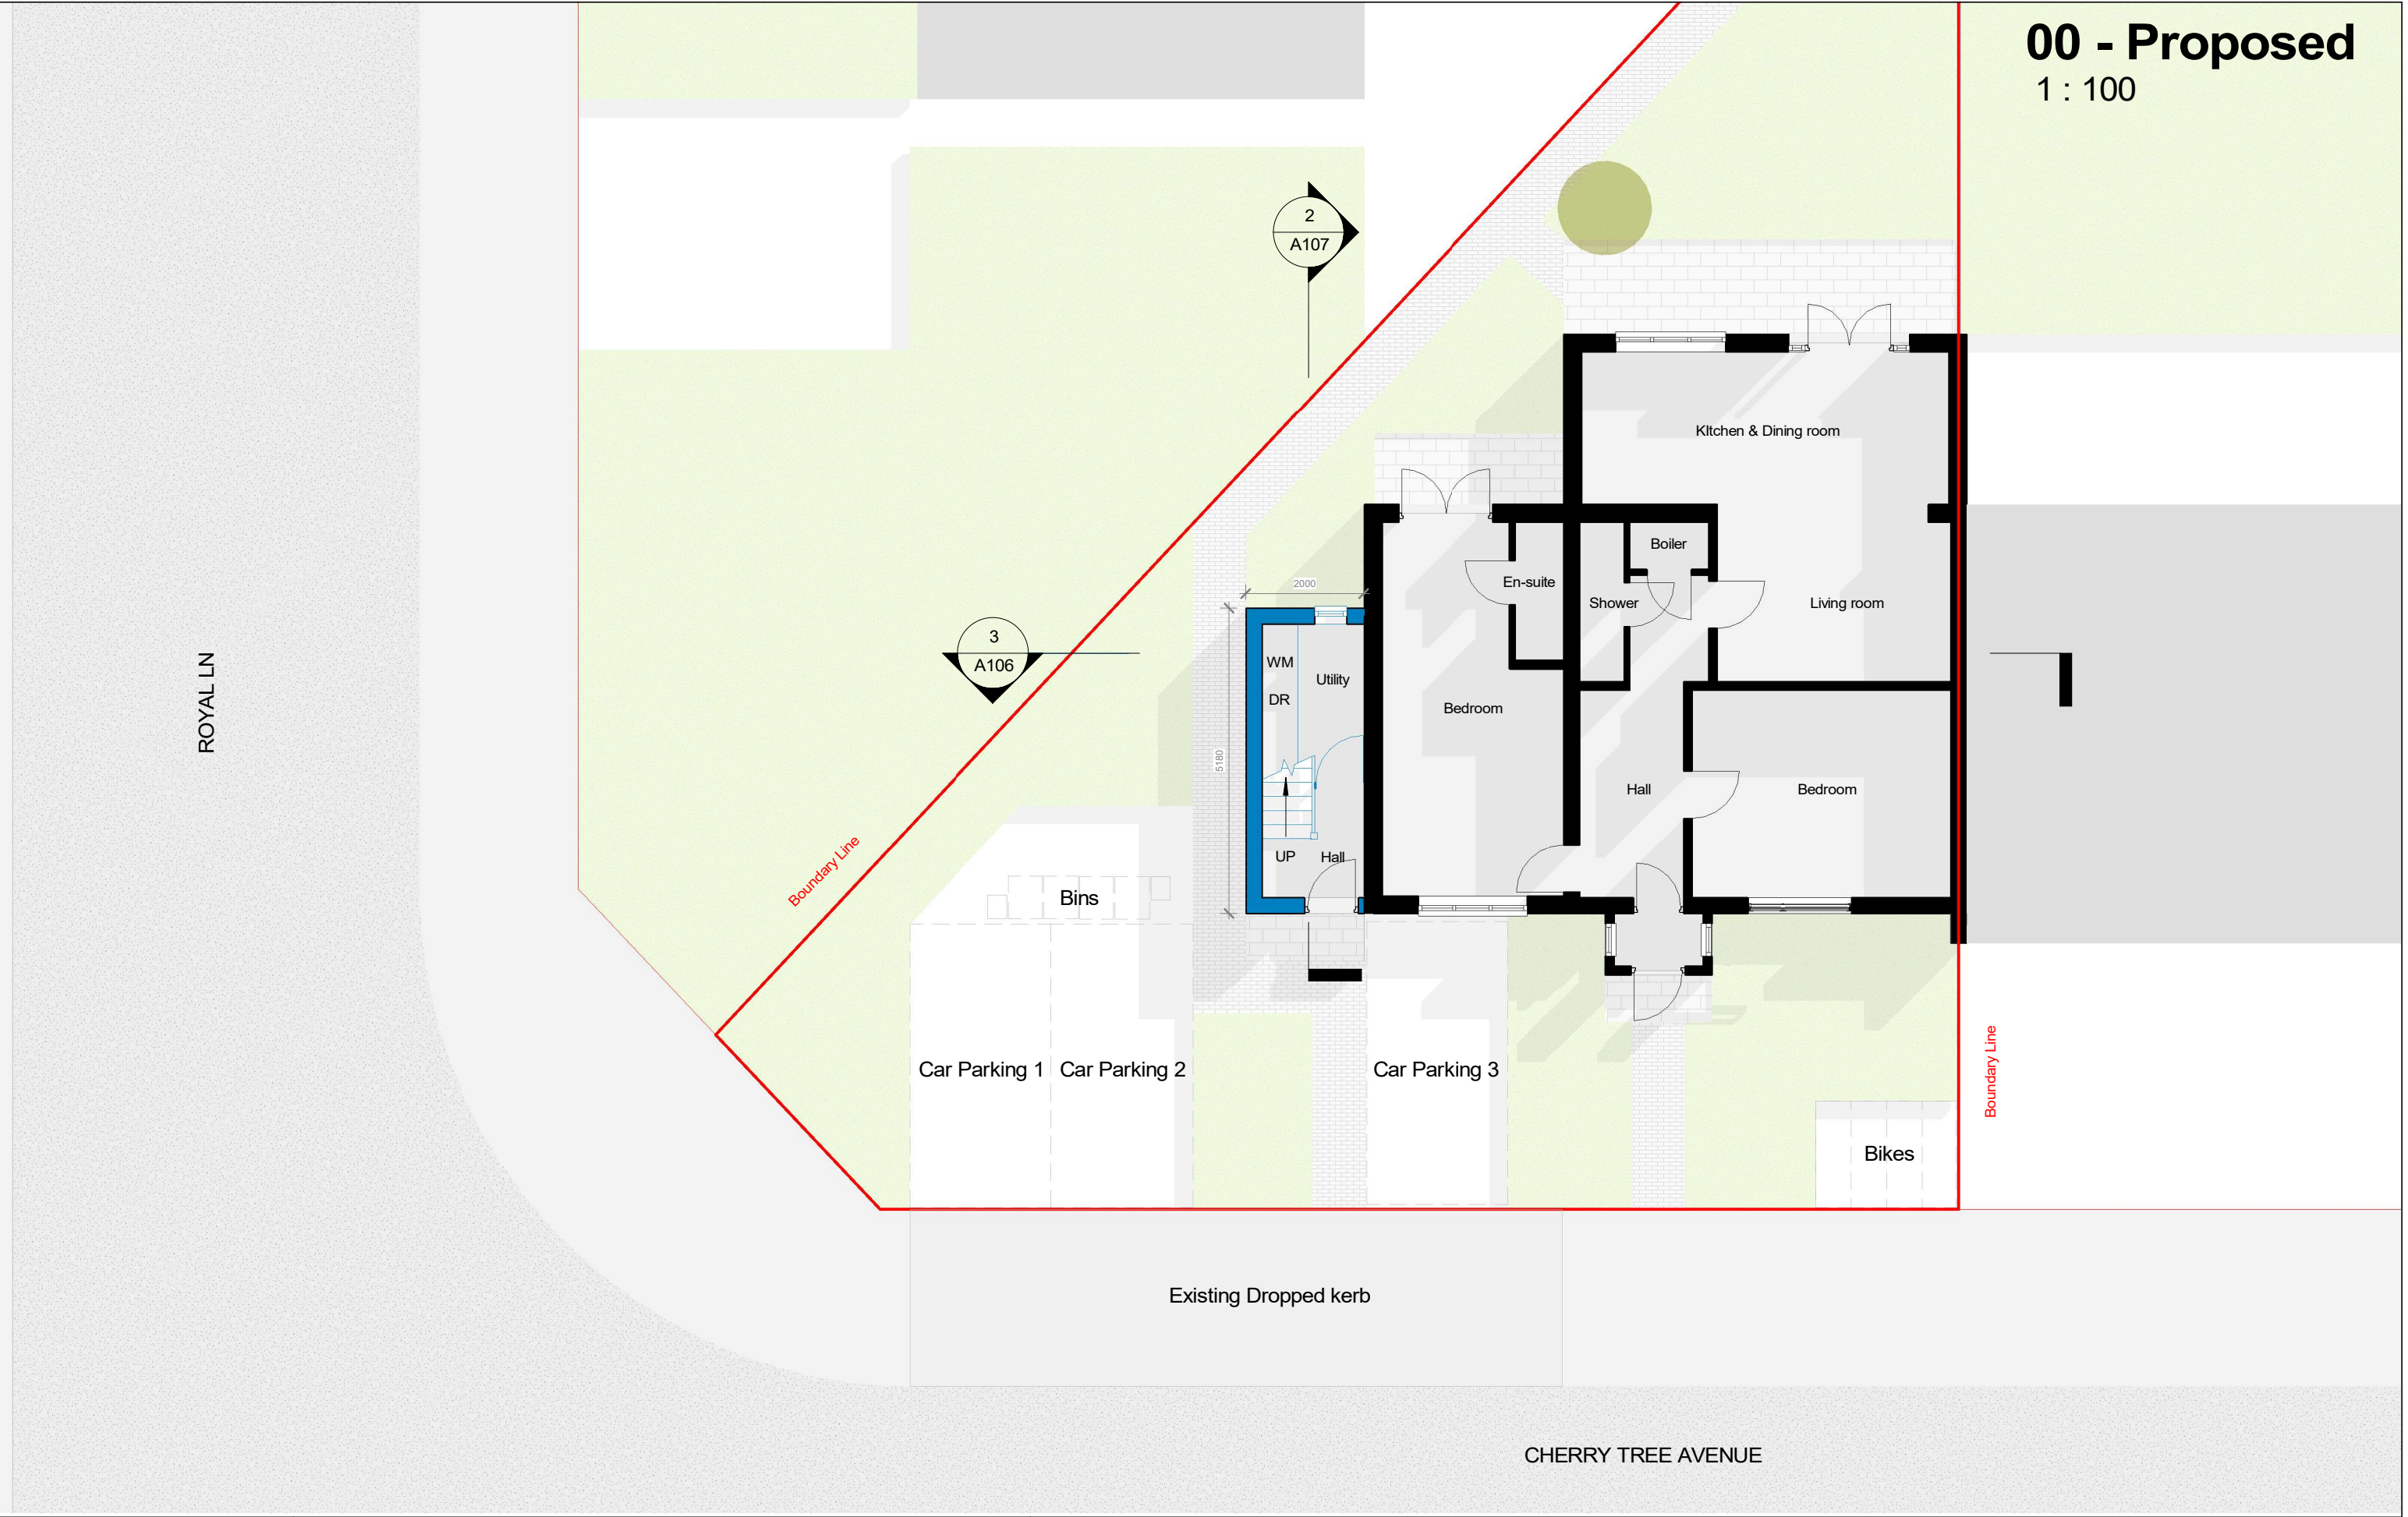 00 - Proposed
1 : 100
2
A107
KItchen & Dining room
Boiler
En-suite
Shower
Living room
2000
3
A106
WM
Utility
DR
Bedroom
ROYAL LN
5180
Hall
Bedroom
UP
Hall
Boundary Line
Bins
Car Parking 1
Car Parking 2
Car Parking 3
Boundary Line
Bikes
Existing Dropped kerb
CHERRY TREE AVENUE